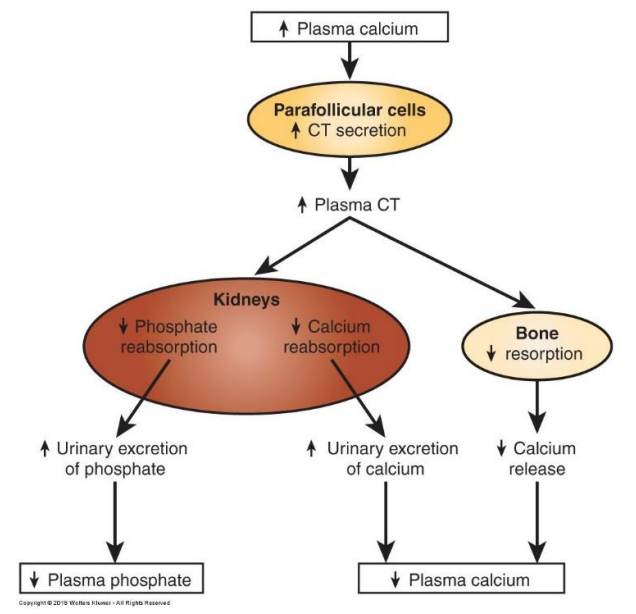 ↑ Plasma calcium
Parafollicular cells
↑ CT secretion
↑ Plasma CT
Kidneys
↓ Phosphate
reabsorption
↓ Calcium
reabsorption
Bone
↓ resorption
↑ Urinary excretion
of phosphate
↑ Urinary excretion
of calcium
↓ Calcium
release
↓ Plasma phosphate
↓ Plasma calcium
Copyright © 2018 Wolters Kluwer - All Rights Reserved